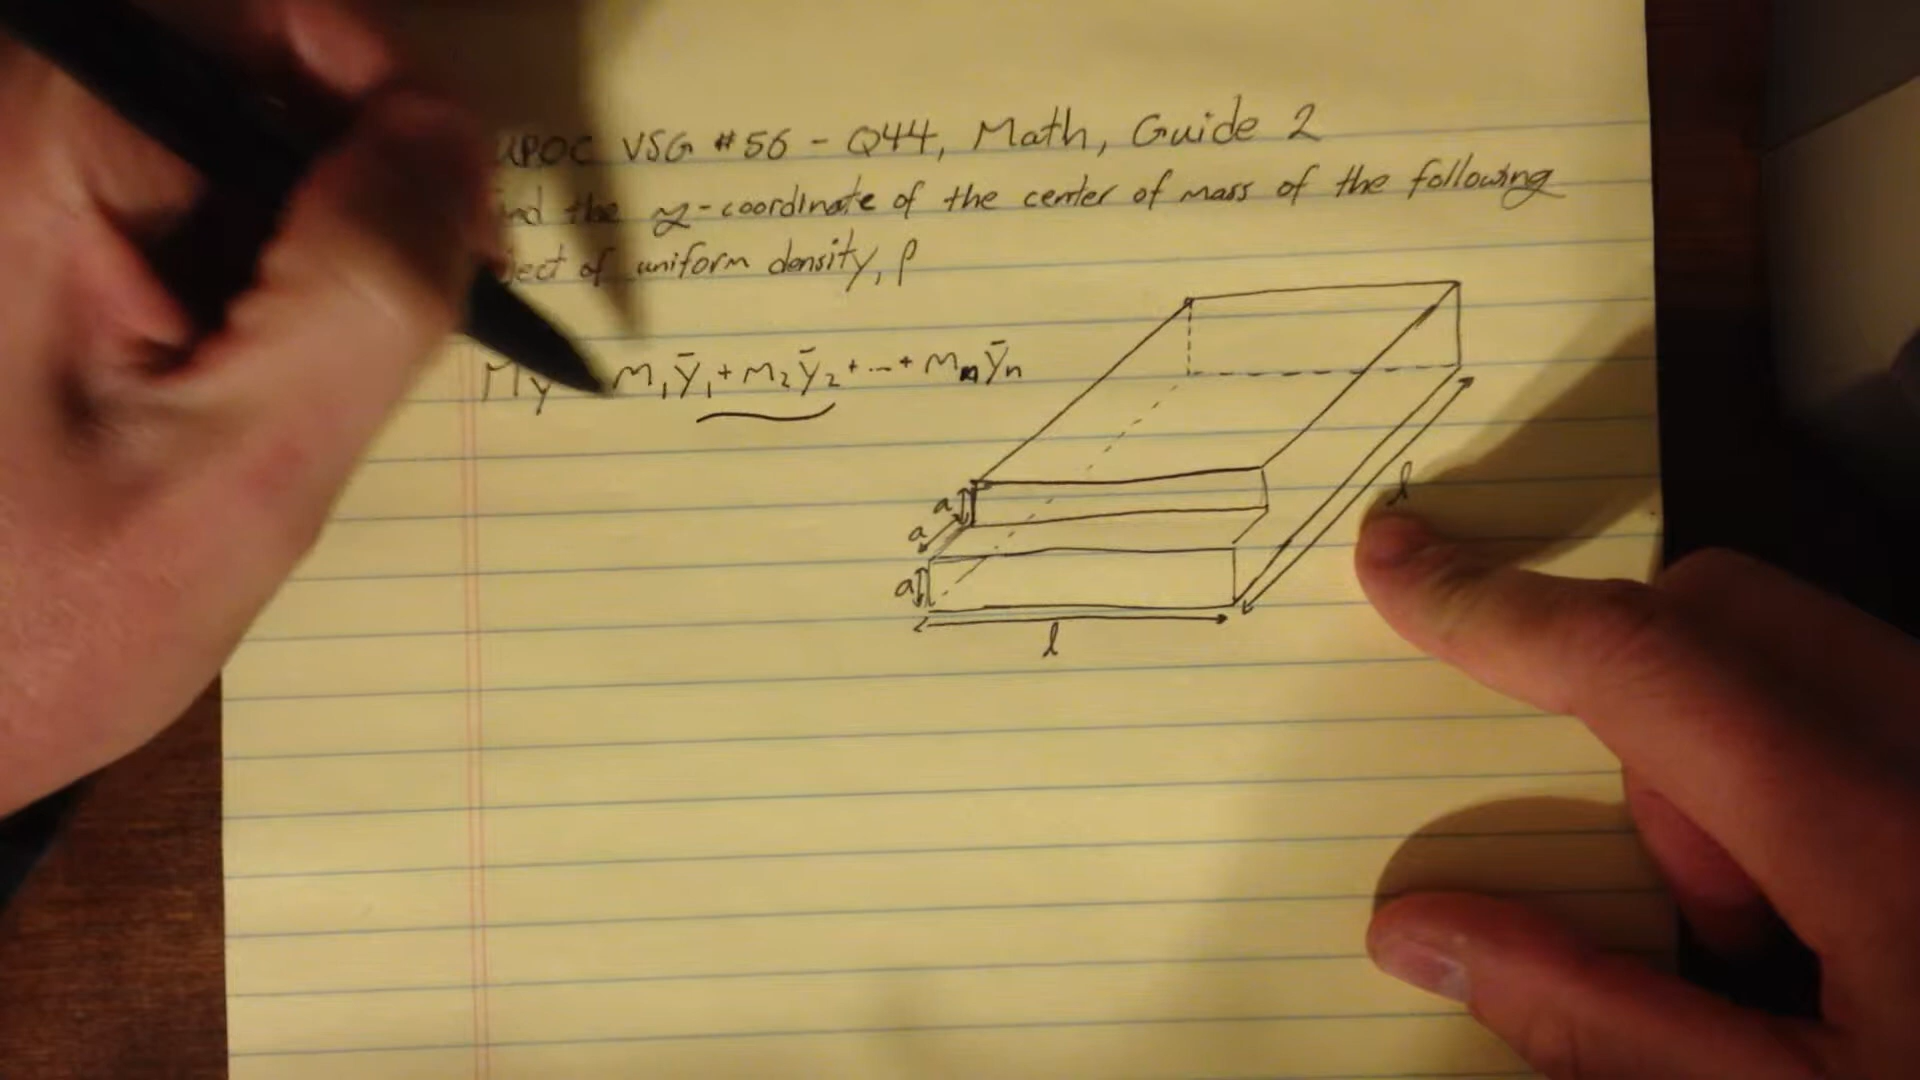 UPOC VSG #56 - Q44, Math, Guide 2
the y-coordinate of the center of mass of the following
of uniform density, ρ
My m₁ȳ₁ + m₂ȳ₂ + ... + mₙȳₙ
a
a
l
a
l